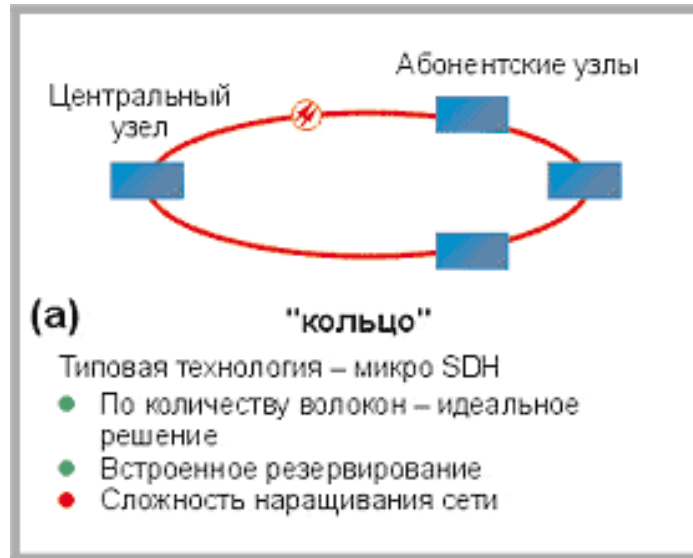 Абонентские узлы
Центральный
узел
(а) "кольцо"
Типовая технология – микро SDH
По количеству волокон – идеальное
решение
Встроенное резервирование
Сложность наращивания сети